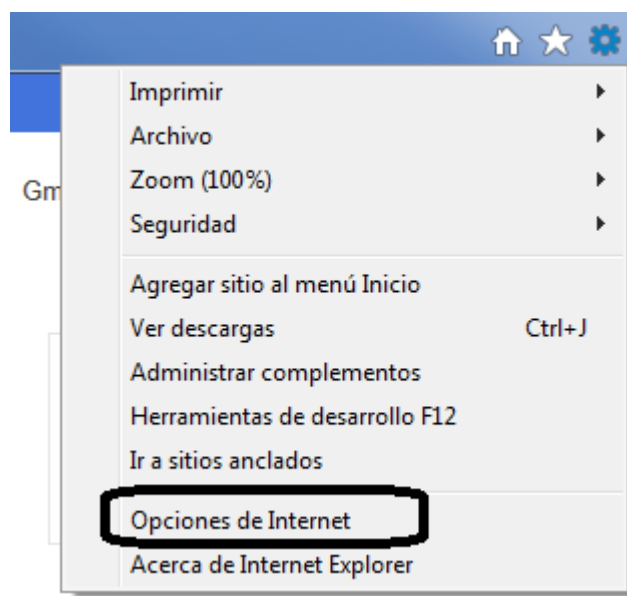 Imprimir
Archivo
Zoom (100%)
Gm
Seguridad
Agregar sitio al menú Inicio
Ver descargas Ctrl+J
Administrar complementos
Herramientas de desarrollo F12
Ir a sitios anclados
Opciones de Internet
Acerca de Internet Explorer